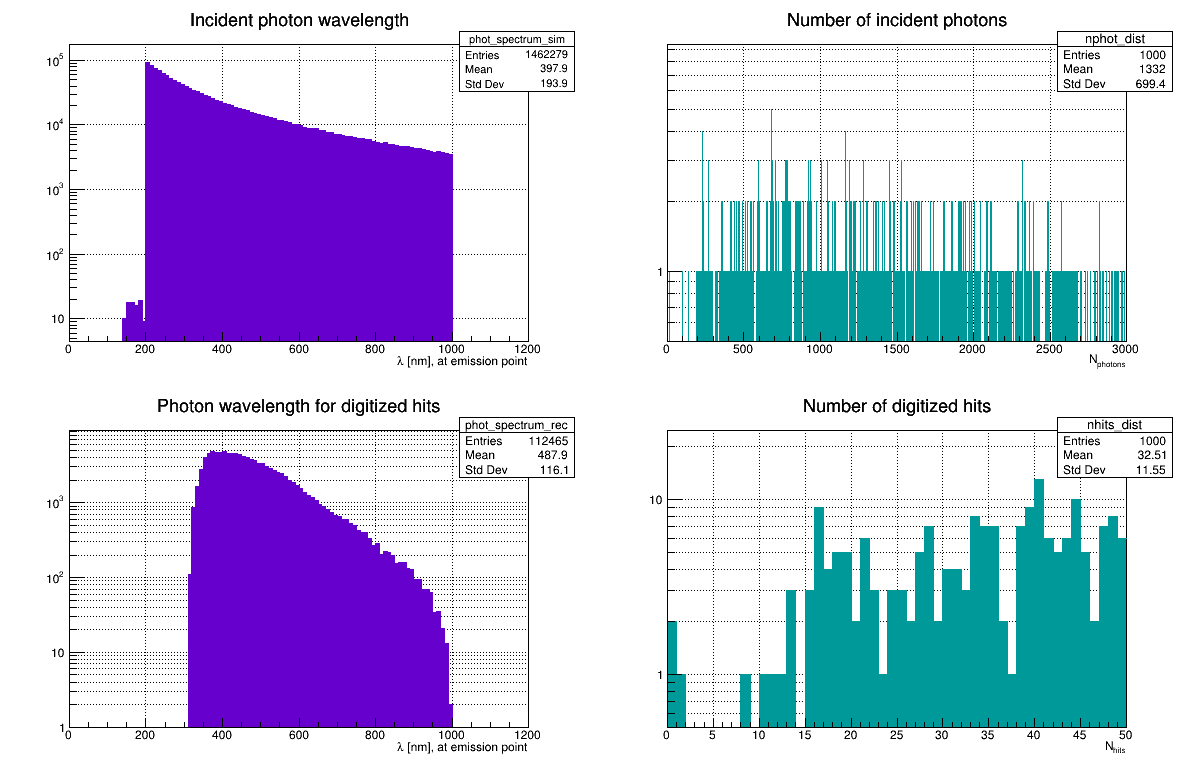 Incident photon wavelength
phot_spectrum_sim
Entries 1462279
Mean 397.9
Std Dev 193.9
10^5
10^4
10^3
10^2
10
0 200 400 600 800 1000 1200
λ [nm], at emission point
Number of incident photons
nphot_dist
Entries 1000
Mean 1332
Std Dev 699.4
1
0 500 1000 1500 2000 2500 3000
N_photons
Photon wavelength for digitized hits
phot_spectrum_rec
Entries 112465
Mean 487.9
Std Dev 116.1
10^3
10^2
10
1
0 200 400 600 800 1000 1200
λ [nm], at emission point
Number of digitized hits
nhits_dist
Entries 1000
Mean 32.51
Std Dev 11.55
10
1
0 5 10 15 20 25 30 35 40 45 50
N_hits